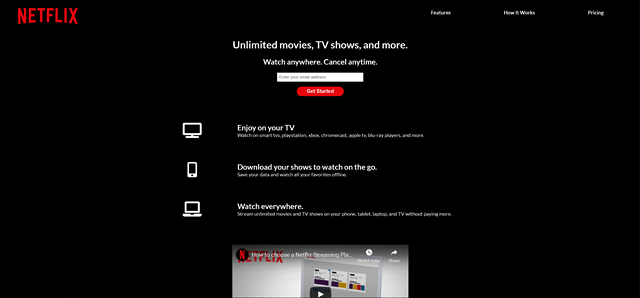 NETFLIX
Features
How It Works
Pricing
Unlimited movies, TV shows, and more.
Watch anywhere. Cancel anytime.
Enter your email address
Get Started
Enjoy on your TV
Watch on smart tvs, playstation, xbox, chromecast, apple tv, blu-ray players, and more.
Download your shows to watch on the go.
Save your data and watch all your favorites offline.
Watch everywhere.
Stream unlimited movies and TV shows on your phone, tablet, laptop, and TV without paying more.
How to choose a Netflix Streaming Pla...
Watch later
Share
NETFLIX